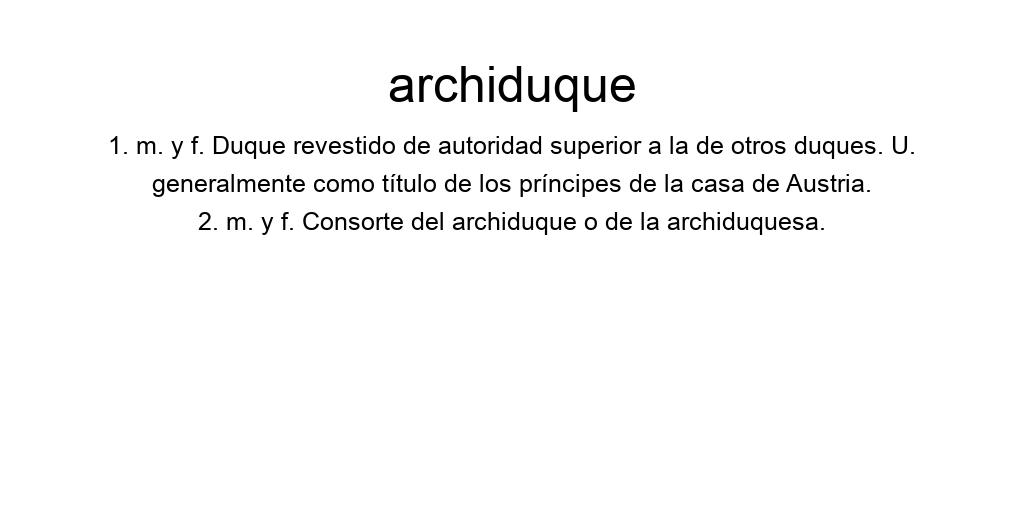 archiduque
1. m. y f. Duque revestido de autoridad superior a la de otros duques. U.
generalmente como título de los príncipes de la casa de Austria.
2. m. y f. Consorte del archiduque o de la archiduquesa.